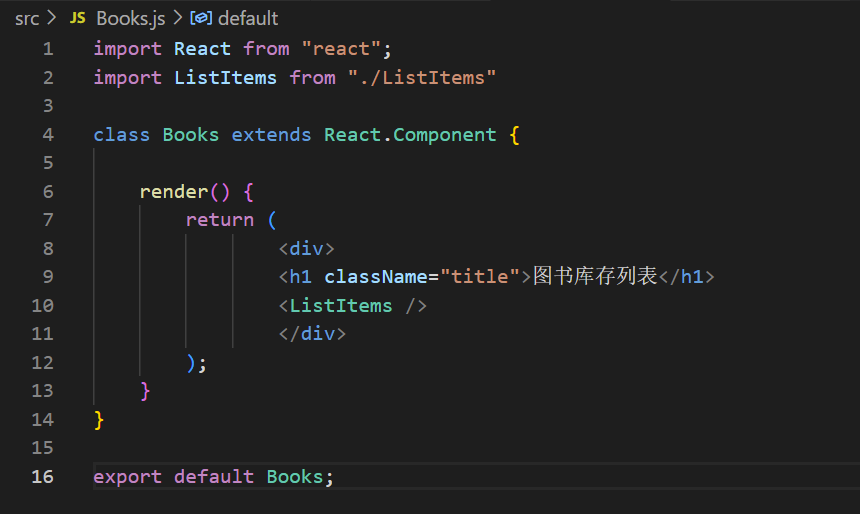 src > JS Books.js > default
1 import React from "react";
2 import ListItems from "./ListItems"
3
4 class Books extends React.Component {
5
6 render() {
7 return (
8 <div>
9 <h1 className="title">图书库存列表</h1>
10 <ListItems />
11 </div>
12 );
13 }
14 }
15
16 export default Books;